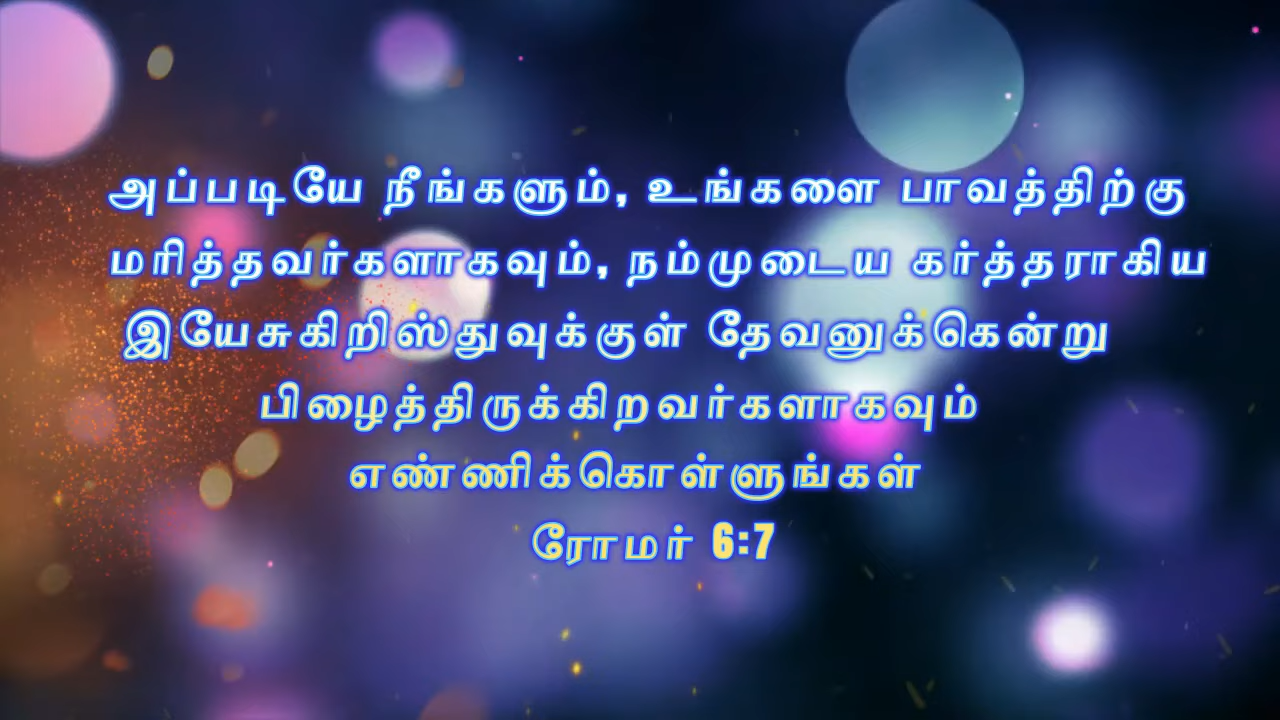 அப்படியே நீங்களும், உங்களை பாவத்திற்கு
மரித்தவர்களாகவும், நம்முடைய கர்த்தராகிய
இயேசுகிறிஸ்துவுக்குள் தேவனுக்கென்று
பிழைத்திருக்கிறவர்களாகவும்
எண்ணிக்கொள்ளுங்கள்
ரோமர் 6:7